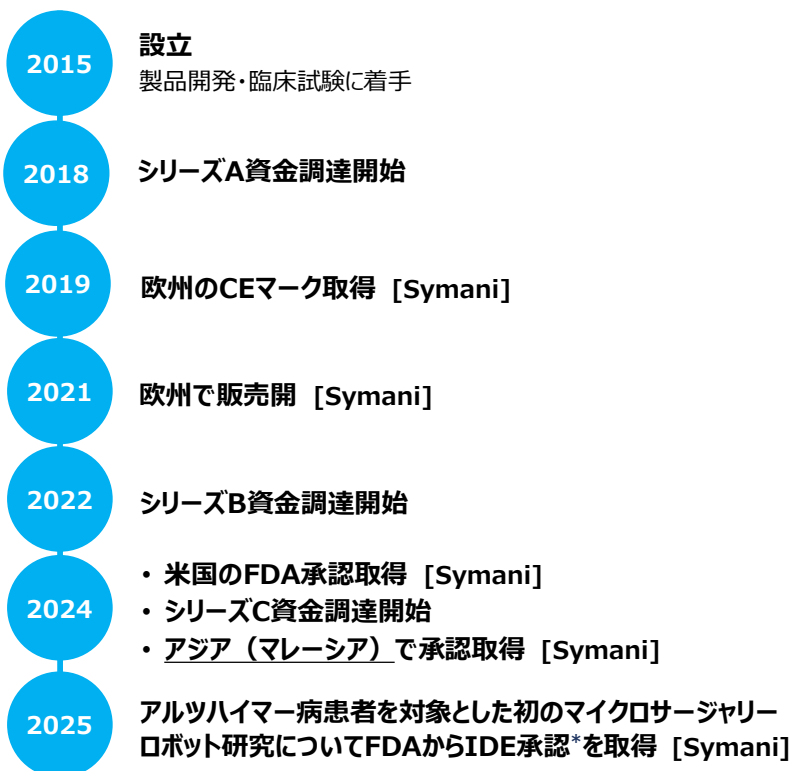 2015
設立
製品開発・臨床試験に着手
2018
シリーズA資金調達開始
2019
欧州のCEマーク取得 [Symani]
2021
欧州で販売開 [Symani]
2022
シリーズB資金調達開始
2024
・米国のFDA承認取得 [Symani]
・シリーズC資金調達開始
・アジア（マレーシア）で承認取得 [Symani]
2025
アルツハイマー病患者を対象とした初のマイクロサージャリー
ロボット研究についてFDAからIDE承認*を取得 [Symani]